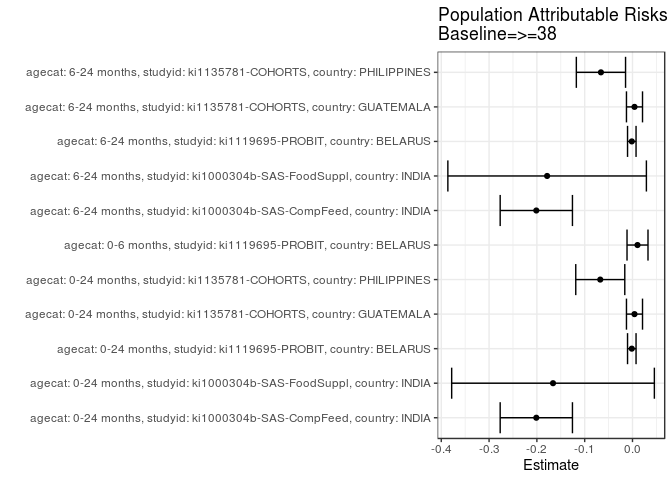 Population Attributable Risks
Baseline=>=38
agecat: 6-24 months, studyid: ki1135781-COHORTS, country: PHILIPPINES
agecat: 6-24 months, studyid: ki1135781-COHORTS, country: GUATEMALA
agecat: 6-24 months, studyid: ki1119695-PROBIT, country: BELARUS
agecat: 6-24 months, studyid: ki1000304b-SAS-FoodSuppl, country: INDIA
agecat: 6-24 months, studyid: ki1000304b-SAS-CompFeed, country: INDIA
agecat: 0-6 months, studyid: ki1119695-PROBIT, country: BELARUS
agecat: 0-24 months, studyid: ki1135781-COHORTS, country: PHILIPPINES
agecat: 0-24 months, studyid: ki1135781-COHORTS, country: GUATEMALA
agecat: 0-24 months, studyid: ki1119695-PROBIT, country: BELARUS
agecat: 0-24 months, studyid: ki1000304b-SAS-FoodSuppl, country: INDIA
agecat: 0-24 months, studyid: ki1000304b-SAS-CompFeed, country: INDIA
-0.4 -0.3 -0.2 -0.1 0.0
Estimate